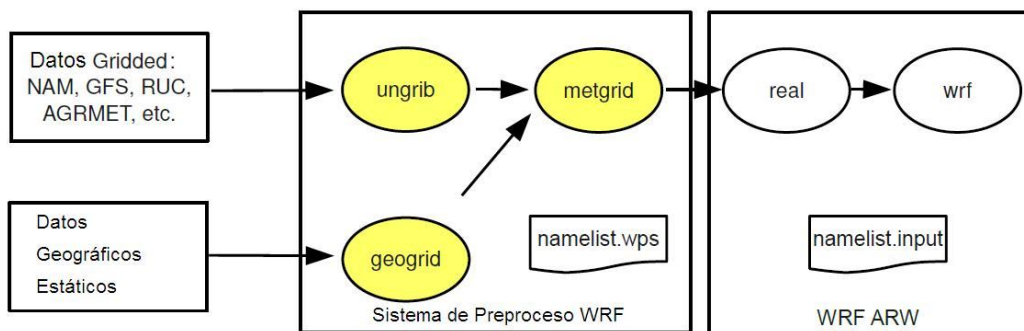 Datos Gridded:
NAM, GFS, RUC,
AGRMET, etc.
ungrib
metgrid
real
wrf
Datos
Geográficos
Estáticos
geogrid
namelist.wps
namelist.input
Sistema de Preproceso WRF
WRF ARW